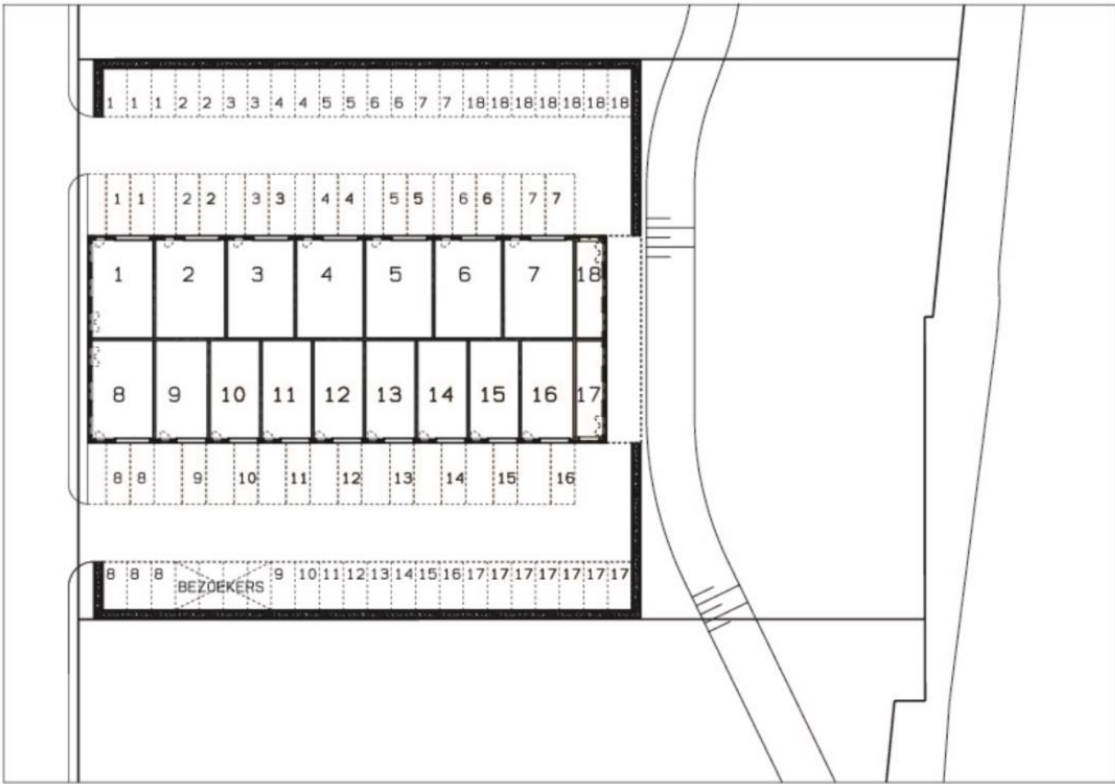 1 1 1 2 2 3 3 4 4 5 5 6 6 7 7 18 18 18 18 18 18 18
1 1 2 2 3 3 4 4 5 5 6 6 7 7
1 2 3 4 5 6 7 18
8 9 10 11 12 13 14 15 16 17
8 8 9 10 11 12 13 14 15 16
8 8 8 9 10 11 12 13 14 15 16 17 17 17 17 17 17 17
BEZOEKERS